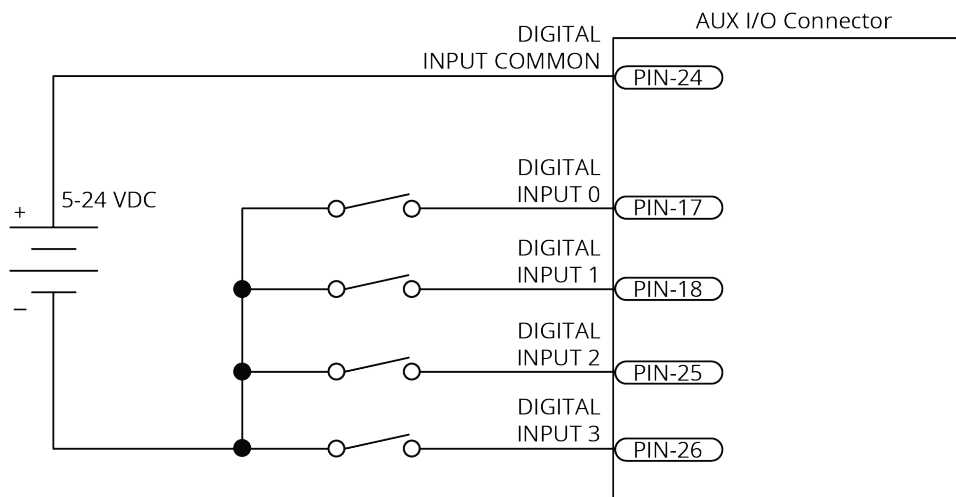 AUX I/O Connector
DIGITAL
INPUT COMMON
PIN-24
5-24 VDC
+
–
DIGITAL
INPUT 0
PIN-17
DIGITAL
INPUT 1
PIN-18
DIGITAL
INPUT 2
PIN-25
DIGITAL
INPUT 3
PIN-26